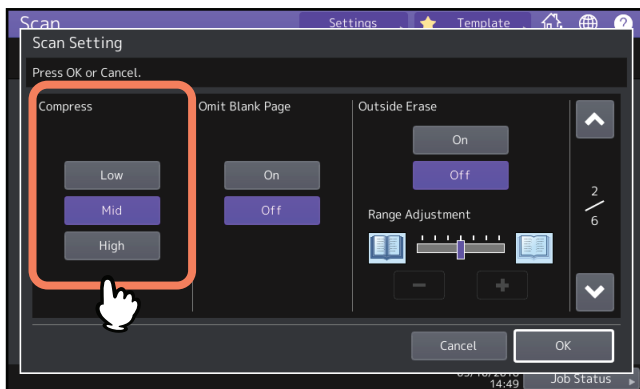 Scan
Settings
Template
?
Scan Setting
Press OK or Cancel.
Compress
Omit Blank Page
Outside Erase
Low
Mid
High
On
Off
On
Off
Range Adjustment
2
6
Cancel
OK
14:49
Job Status